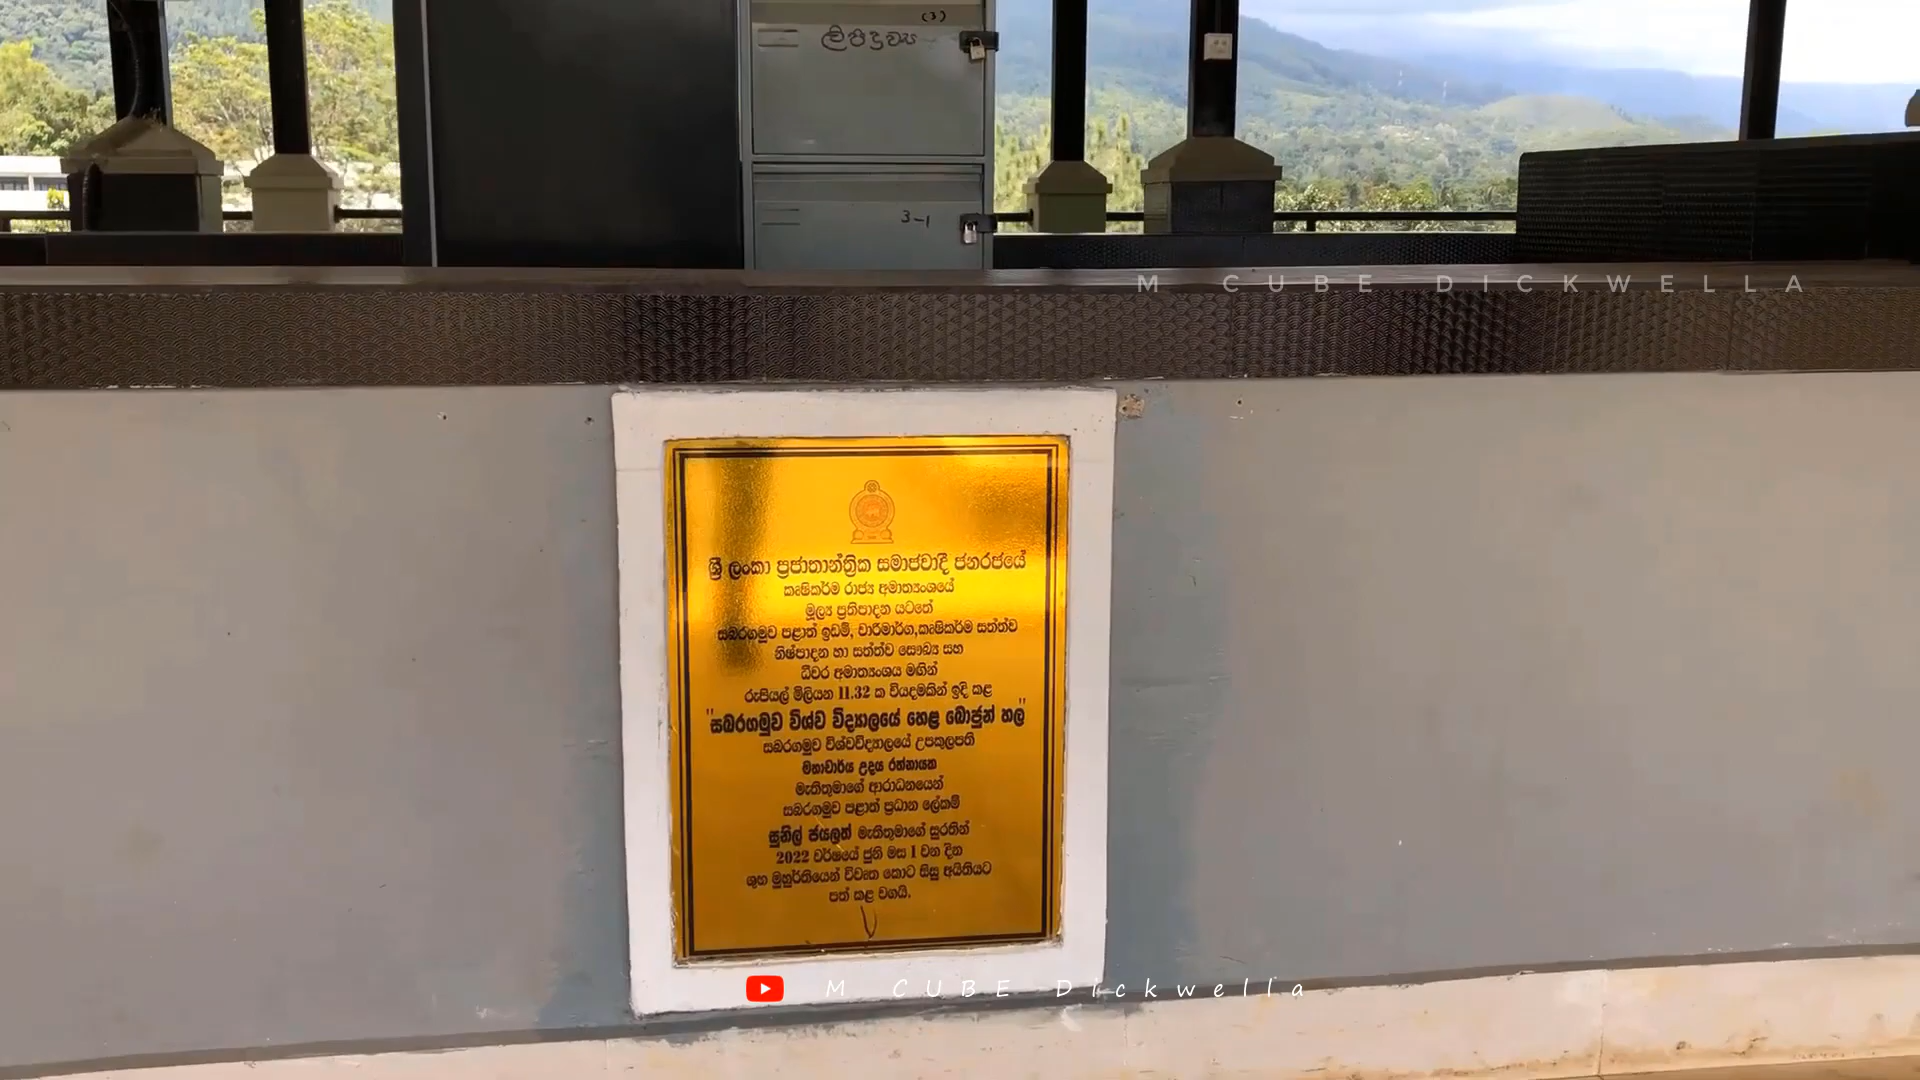 (3)
ලිපිද්‍රව්‍ය
3-1
M CUBE DICKWELLA
ශ්‍රී ලංකා ප්‍රජාතාන්ත්‍රික සමාජවාදී ජනරජයේ
කෘෂිකර්ම රාජ්‍ය අමාත්‍යංශයේ
මූල්‍ය ප්‍රතිපාදන යටතේ
සබරගමුව පළාත් ඉඩම්, වාරිමාර්ග,කෘෂිකර්ම සත්ත්ව
නිෂ්පාදන හා සත්ත්ව සෞඛ්‍ය සහ
ධීවර අමාත්‍යංශය මඟින්
රුපියල් මිලියන 11.32 ක වියදමකින් ඉදි කළ
"සබරගමුව විශ්ව විද්‍යාලයේ හෙළ බොජුන් හල"
සබරගමුව විශ්වවිද්‍යාලයේ උපකුලපති
මහාචාර්ය උදය රත්නායක
මැතිතුමාගේ ආරාධනයෙන්
සබරගමුව පළාත් ප්‍රධාන ලේකම්
සුනිල් ජයලත් මැතිතුමාගේ සුරතින්
2022 වර්ෂයේ ජුනි මස 1 වන දින
ශුභ මුහුර්තියෙන් විවෘත කොට සිසු අයිතියට
පත් කළ වගයි.
M CUBE Dickwella